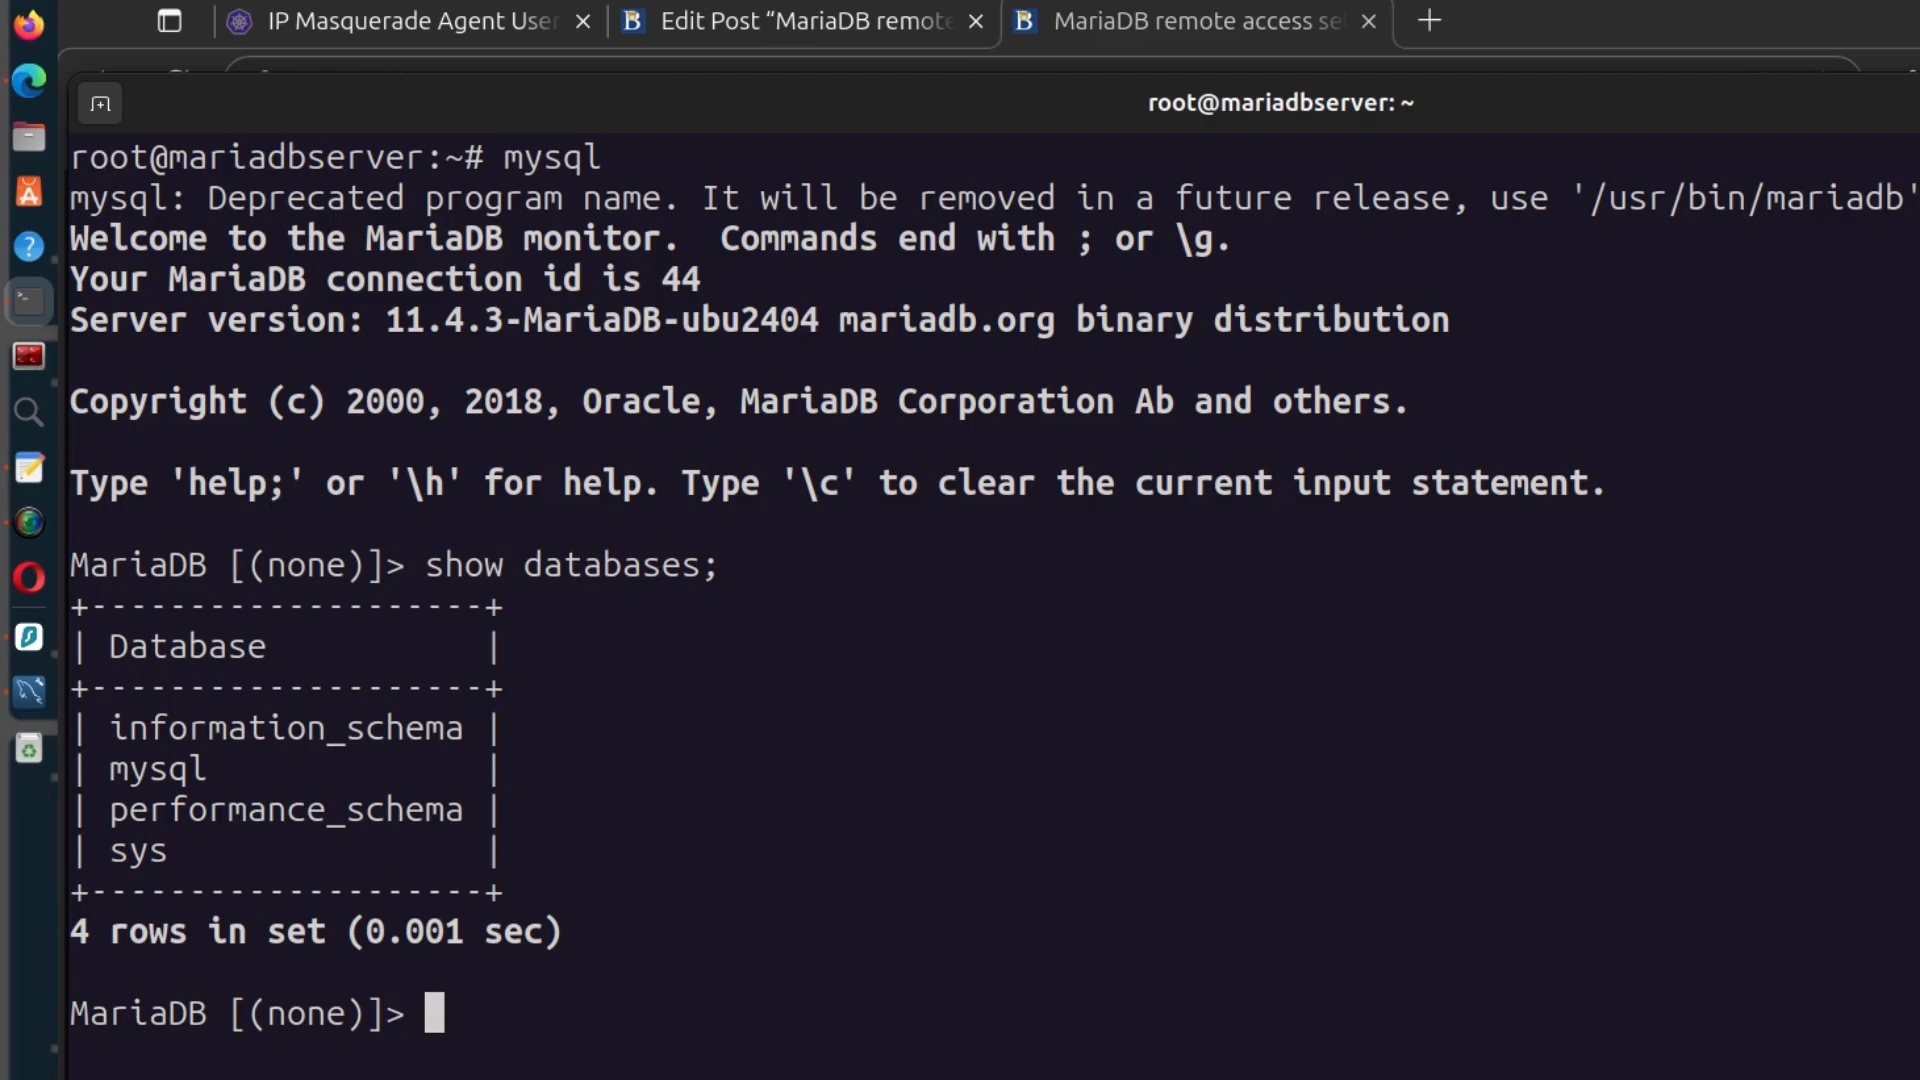 IP Masquerade Agent User
Edit Post “MariaDB remote
MariaDB remote access se
root@mariadbserver: ~
root@mariadbserver:~# mysql
mysql: Deprecated program name. It will be removed in a future release, use '/usr/bin/mariadb'
Welcome to the MariaDB monitor.  Commands end with ; or \g.
Your MariaDB connection id is 44
Server version: 11.4.3-MariaDB-ubu2404 mariadb.org binary distribution
Copyright (c) 2000, 2018, Oracle, MariaDB Corporation Ab and others.
Type 'help;' or '\h' for help. Type '\c' to clear the current input statement.
MariaDB [(none)]> show databases;
+--------------------+
| Database           |
+--------------------+
| information_schema |
| mysql              |
| performance_schema |
| sys                |
+--------------------+
4 rows in set (0.001 sec)
MariaDB [(none)]>